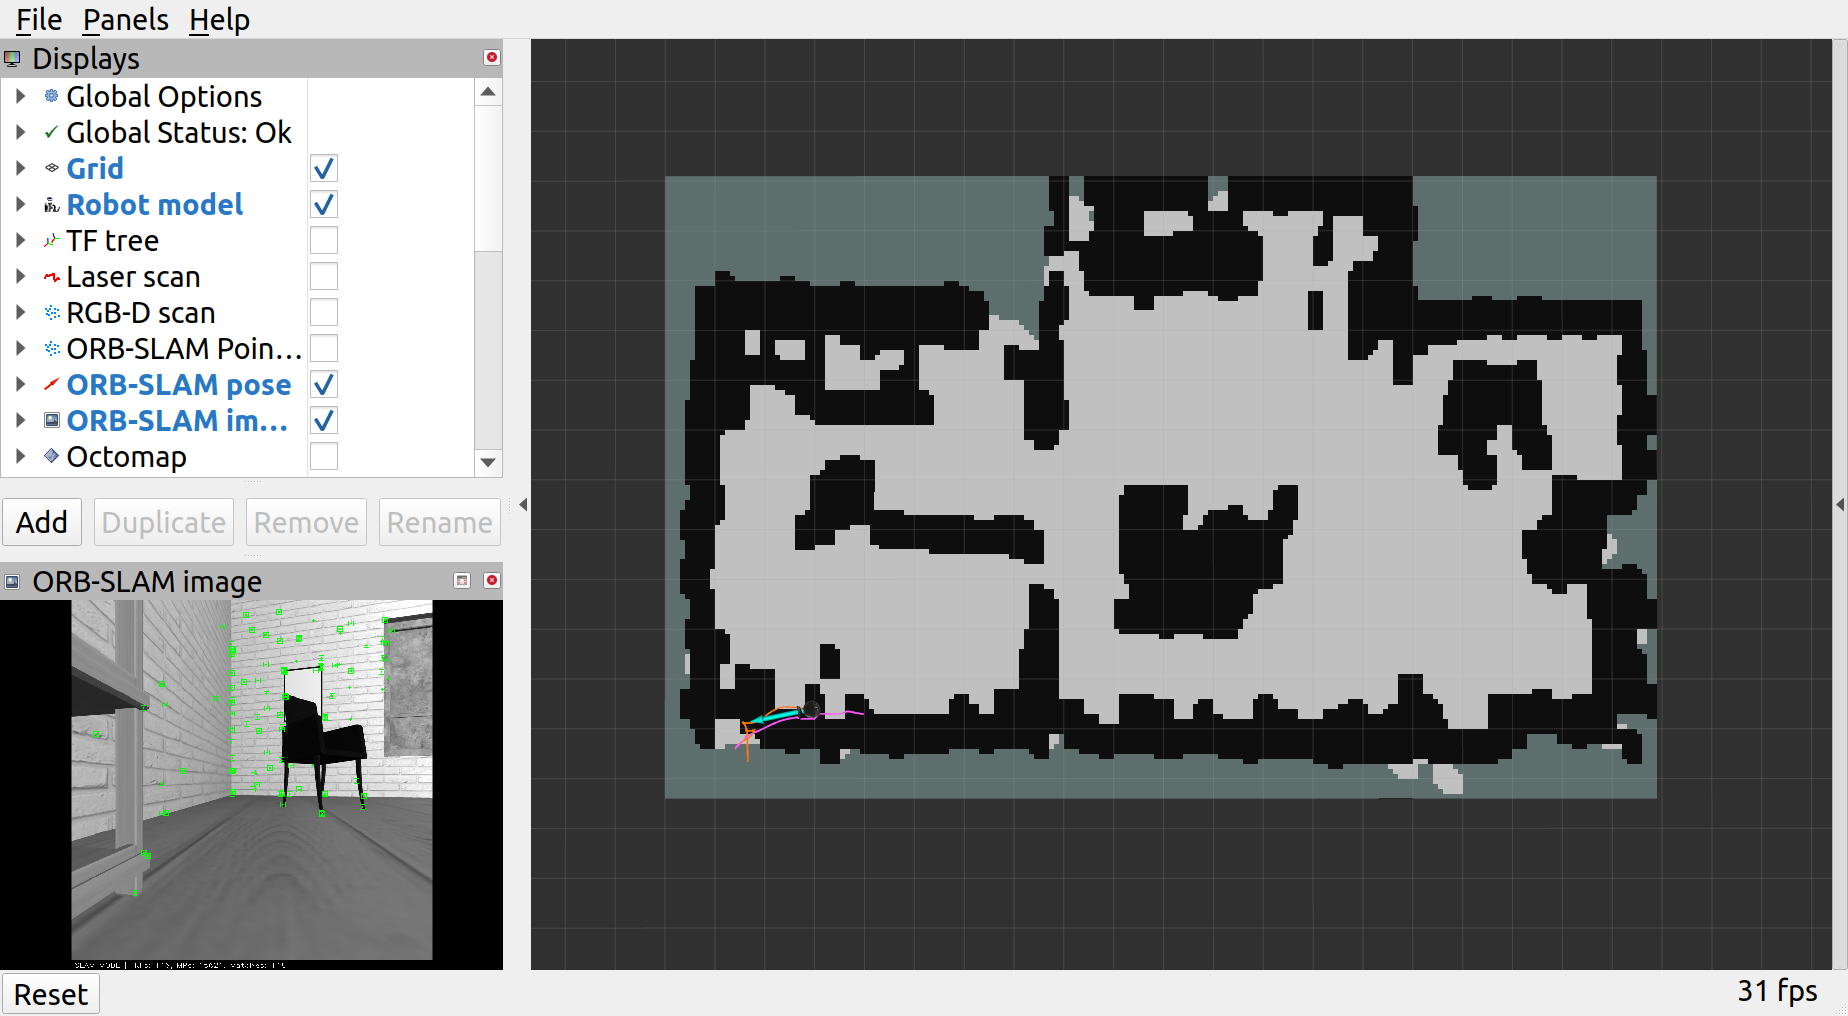 File Panels Help
Displays
Global Options
Global Status: Ok
Grid
Robot model
TF tree
Laser scan
RGB-D scan
ORB-SLAM Poin...
ORB-SLAM pose
ORB-SLAM im...
Octomap
Add Duplicate Remove Rename
ORB-SLAM image
SLAM MODE |
Reset
31 fps